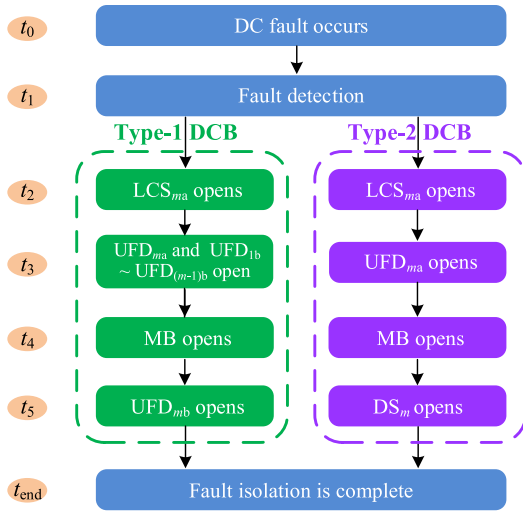 t₀ DC fault occurs
t₁ Fault detection
Type-1 DCB Type-2 DCB
t₂ LCSₘₐ opens LCSₘₐ opens
t₃ UFDₘₐ and UFD₁b UFDₘₐ opens
~ UFD₍ₘ₋₁₎b open
t₄ MB opens MB opens
t₅ UFDₘb opens DSₘ opens
tₑₙd Fault isolation is complete